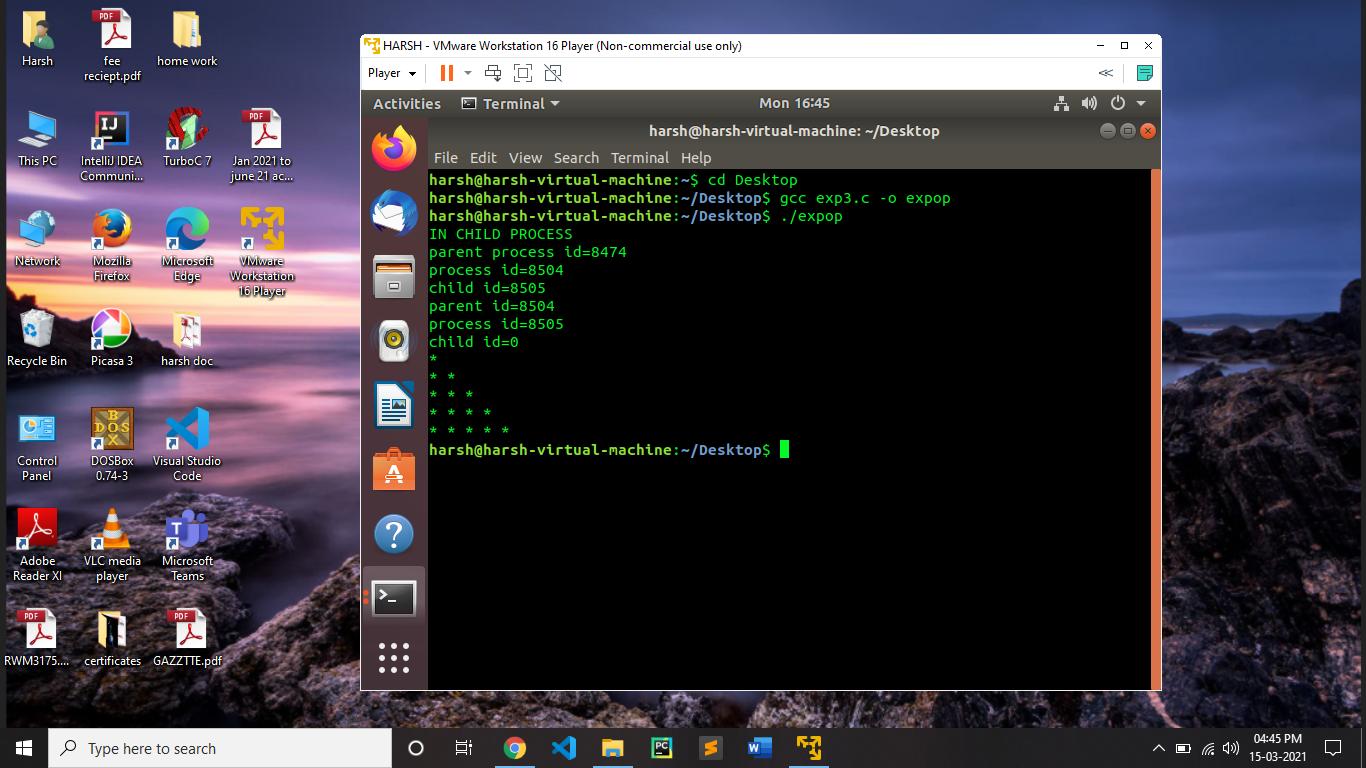 Harsh
fee
reciept.pdf
home work
This PC
IntelliJ IDEA
Communi...
TurboC 7
Jan 2021 to
june 21 ac...
Network
Mozilla
Firefox
Microsoft
Edge
VMware
Workstation
16 Player
Recycle Bin
Picasa 3
harsh doc
Control
Panel
DOSBox
0.74-3
Visual Studio
Code
Adobe
Reader XI
VLC media
player
Microsoft
Teams
RWM3175....
certificates
GAZZTTE.pdf
HARSH - VMware Workstation 16 Player (Non-commercial use only)
Player
Activities
Terminal
Mon 16:45
harsh@harsh-virtual-machine: ~/Desktop
File Edit View Search Terminal Help
harsh@harsh-virtual-machine:~$ cd Desktop
harsh@harsh-virtual-machine:~/Desktop$ gcc exp3.c -o expop
harsh@harsh-virtual-machine:~/Desktop$ ./expop
IN CHILD PROCESS
parent process id=8474
process id=8504
child id=8505
parent id=8504
process id=8505
child id=0
*
* *
* * *
* * * *
* * * * *
harsh@harsh-virtual-machine:~/Desktop$
Type here to search
04:45 PM
15-03-2021